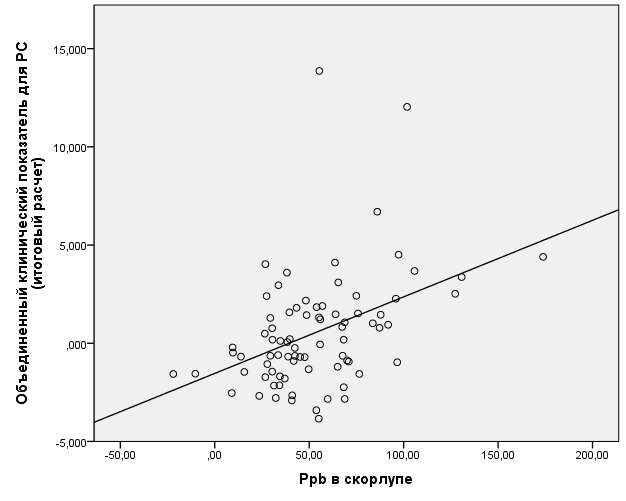 Объединенный клинический показатель для РС
(итоговый расчет)
15,000
10,000
5,000
,000
-5,000
-50,00 ,00 50,00 100,00 150,00 200,00
Ppb в скорлупе